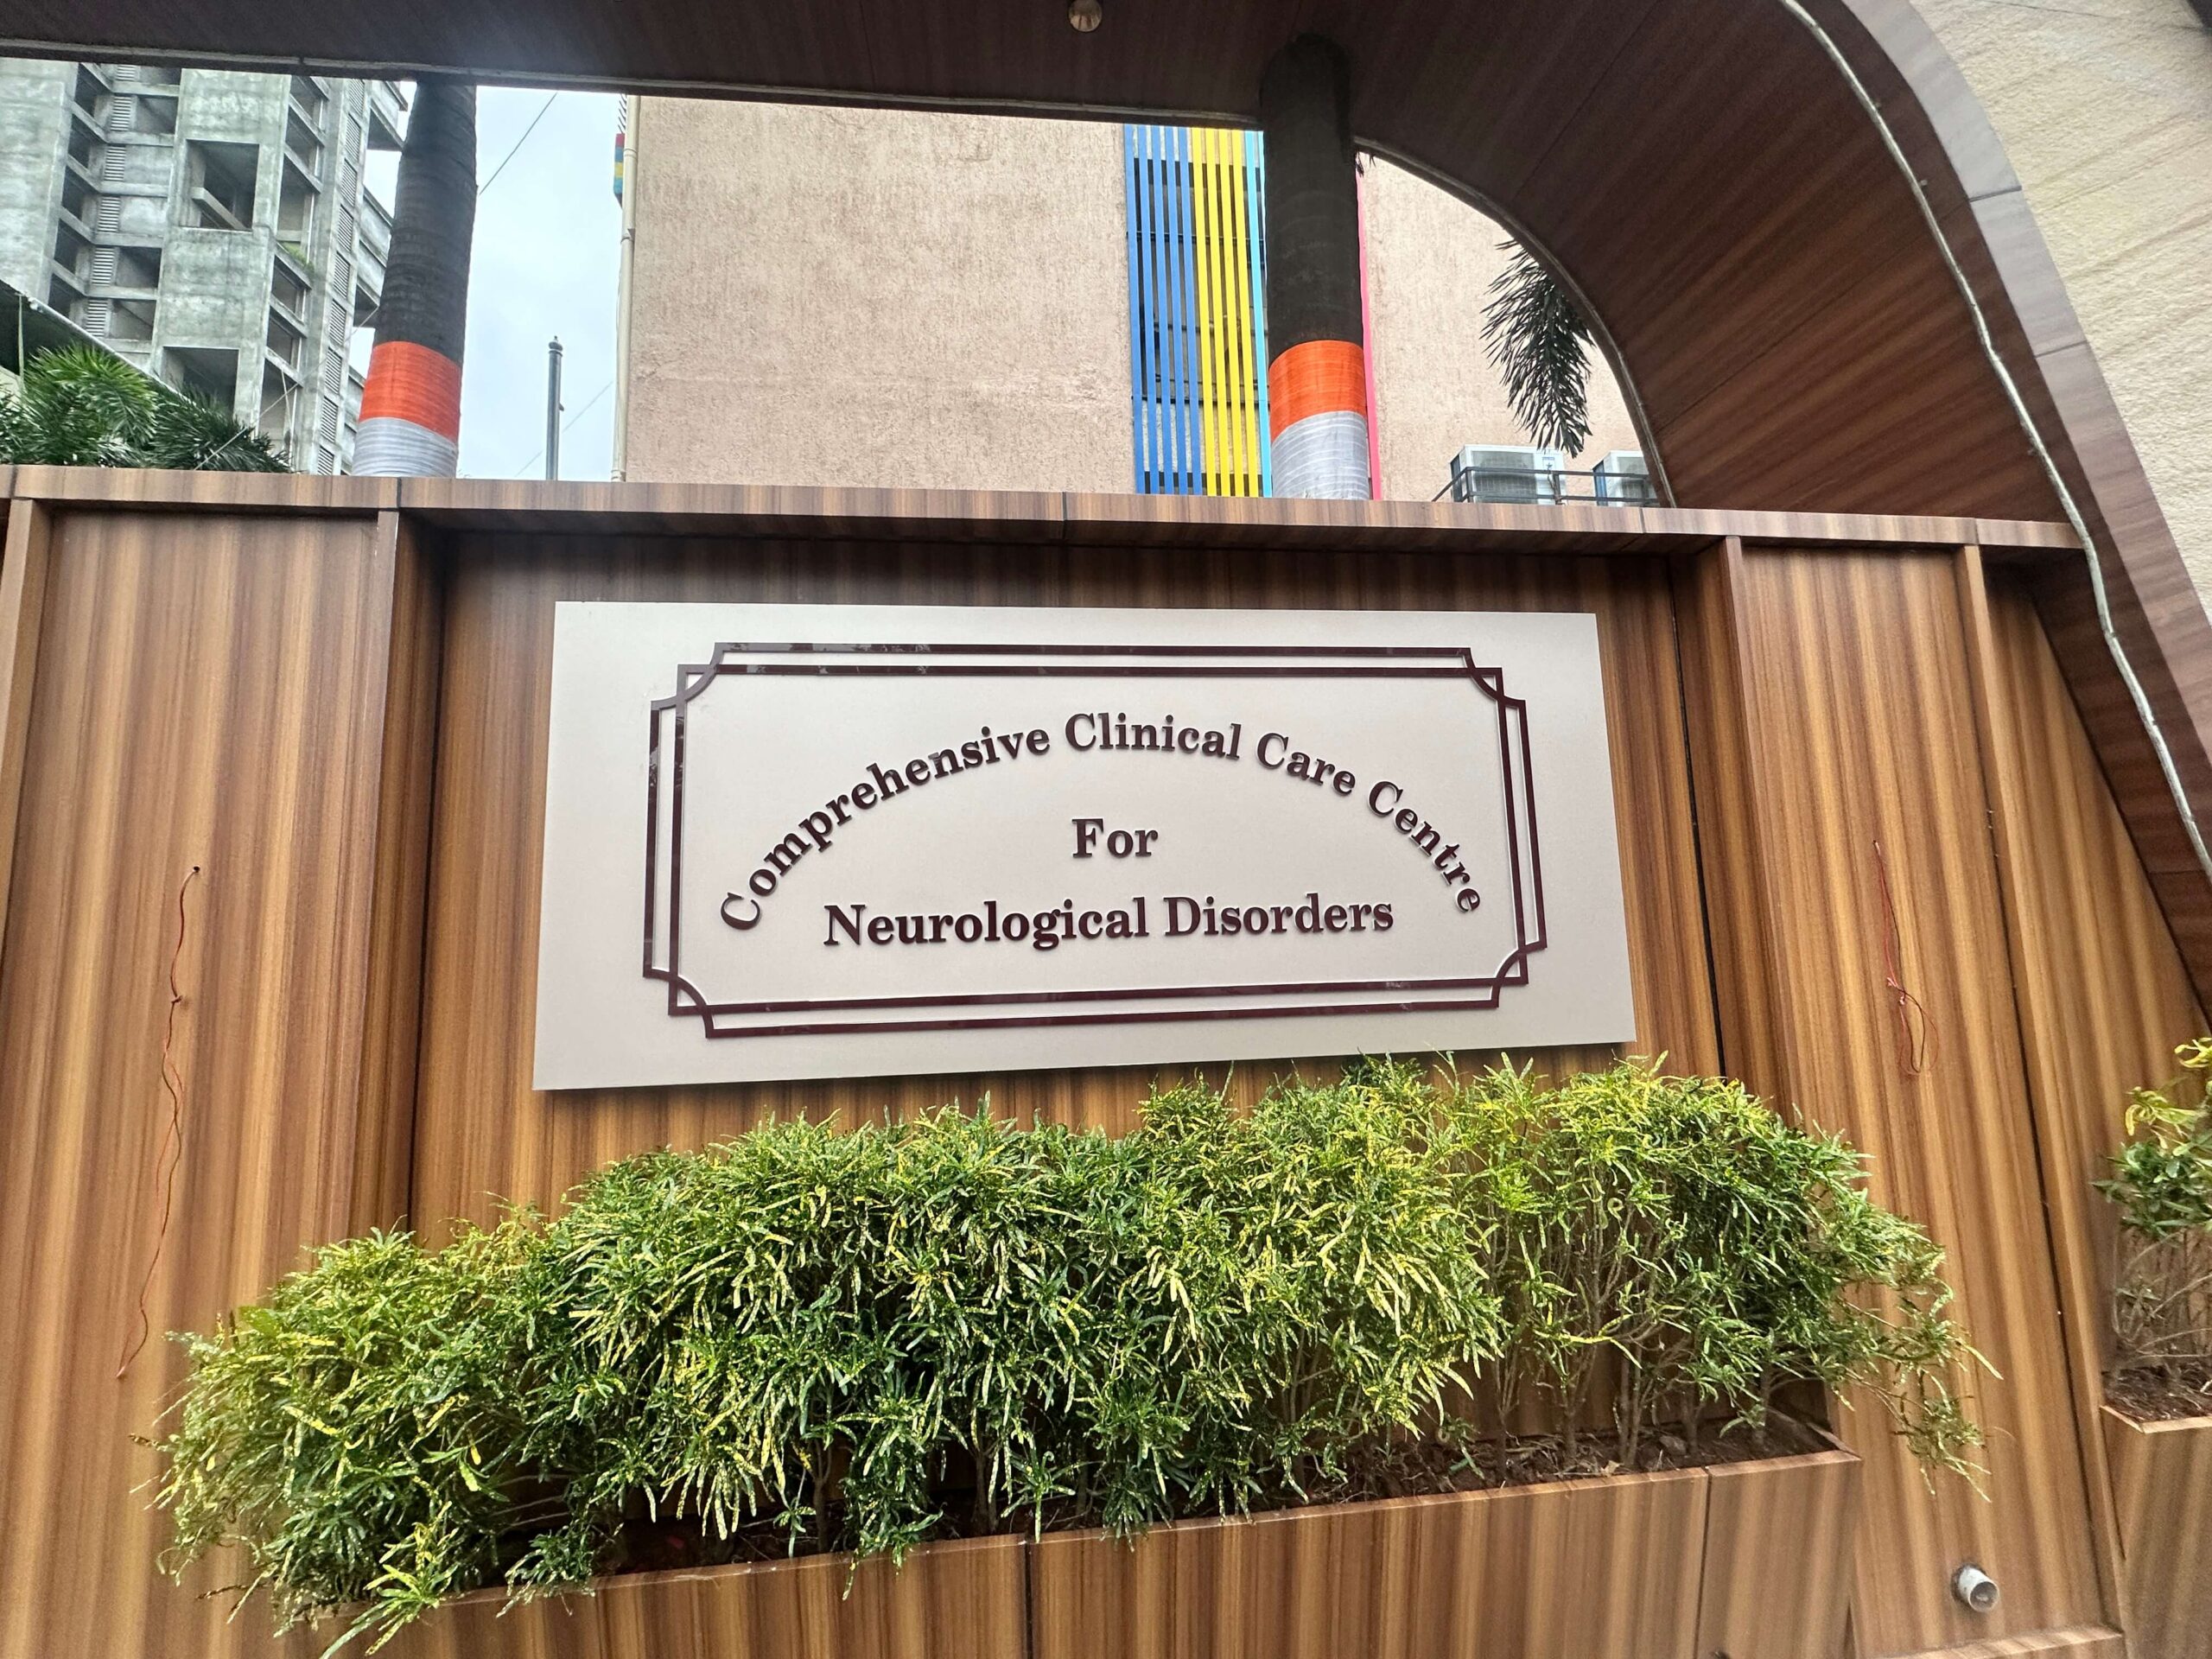 Comprehensive Clinical Care Centre
For
Neurological Disorders